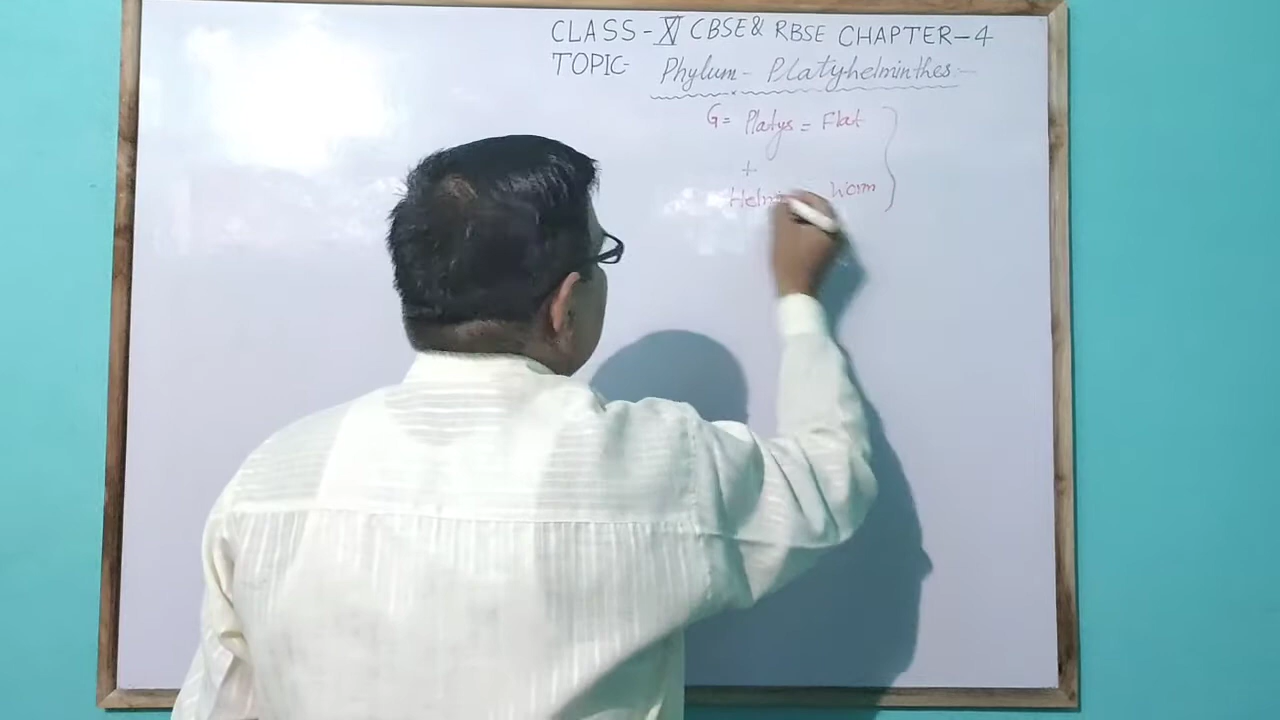 CLASS - XI CBSE & RBSE CHAPTER-4
TOPIC- Phylum - Platyhelminthes -
G = Platys = Flat
+
Worm